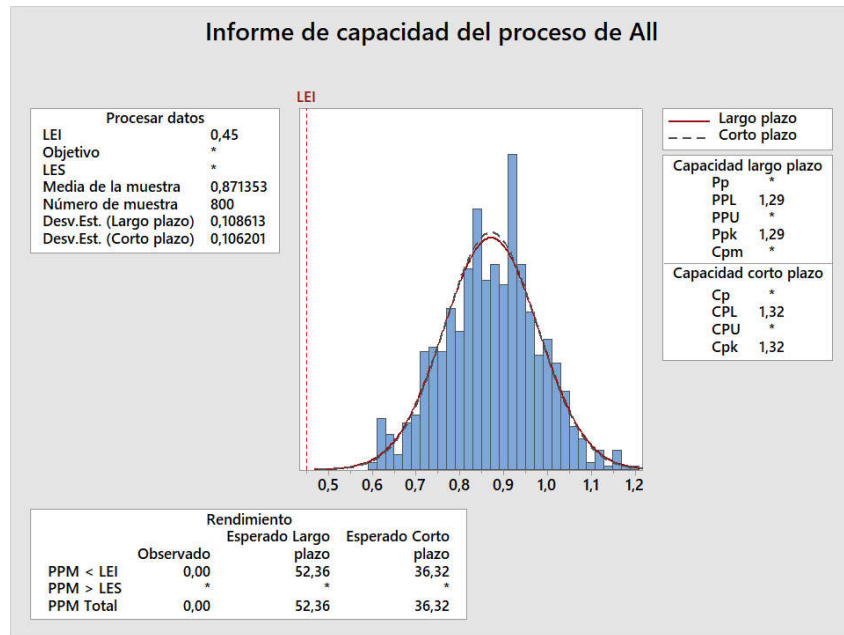 Informe de capacidad del proceso de All
LEI
Procesar datos
LEI 0,45
Objetivo *
LES *
Media de la muestra 0,871353
Número de muestra 800
Desv.Est. (Largo plazo) 0,108613
Desv.Est. (Corto plazo) 0,106201
Largo plazo
Corto plazo
Capacidad largo plazo
Pp *
PPL 1,29
PPU *
Ppk 1,29
Cpm *
Capacidad corto plazo
Cp *
CPL 1,32
CPU *
Cpk 1,32
0,5 0,6 0,7 0,8 0,9 1,0 1,1 1,2
Rendimiento
Esperado Largo Esperado Corto
Observado plazo plazo
PPM < LEI 0,00 52,36 36,32
PPM > LES * * *
PPM Total 0,00 52,36 36,32